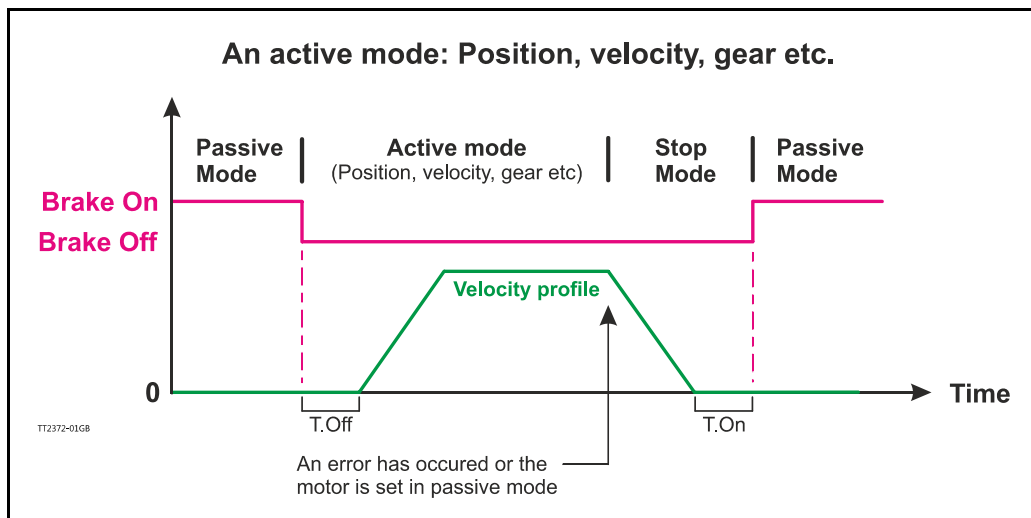 An active mode: Position, velocity, gear etc.
Passive
Mode
Active mode
(Position, velocity, gear etc)
Stop
Mode
Passive
Mode
Brake On
Brake Off
Velocity profile
0
Time
T.Off
T.On
TT2372-01GB
An error has occured or the
motor is set in passive mode